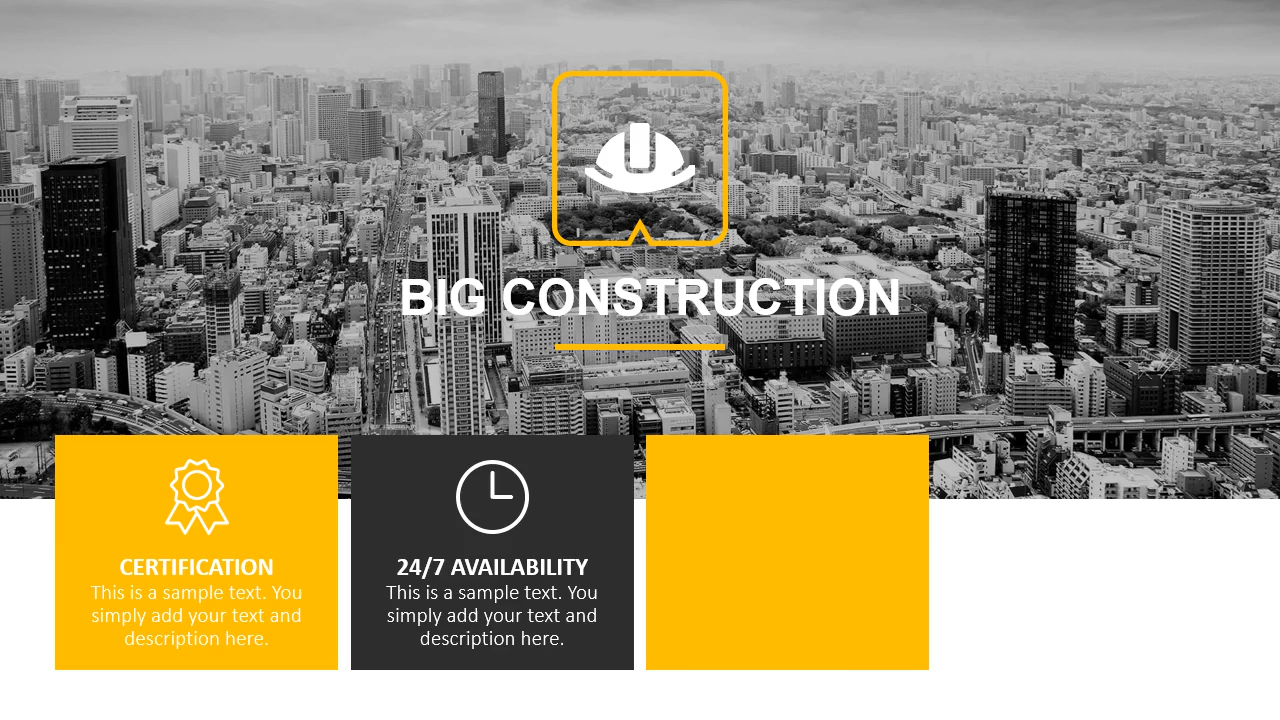 BIG CONSTRUCTION
CERTIFICATION
This is a sample text. You
simply add your text and
description here.
24/7 AVAILABILITY
This is a sample text. You
simply add your text and
description here.